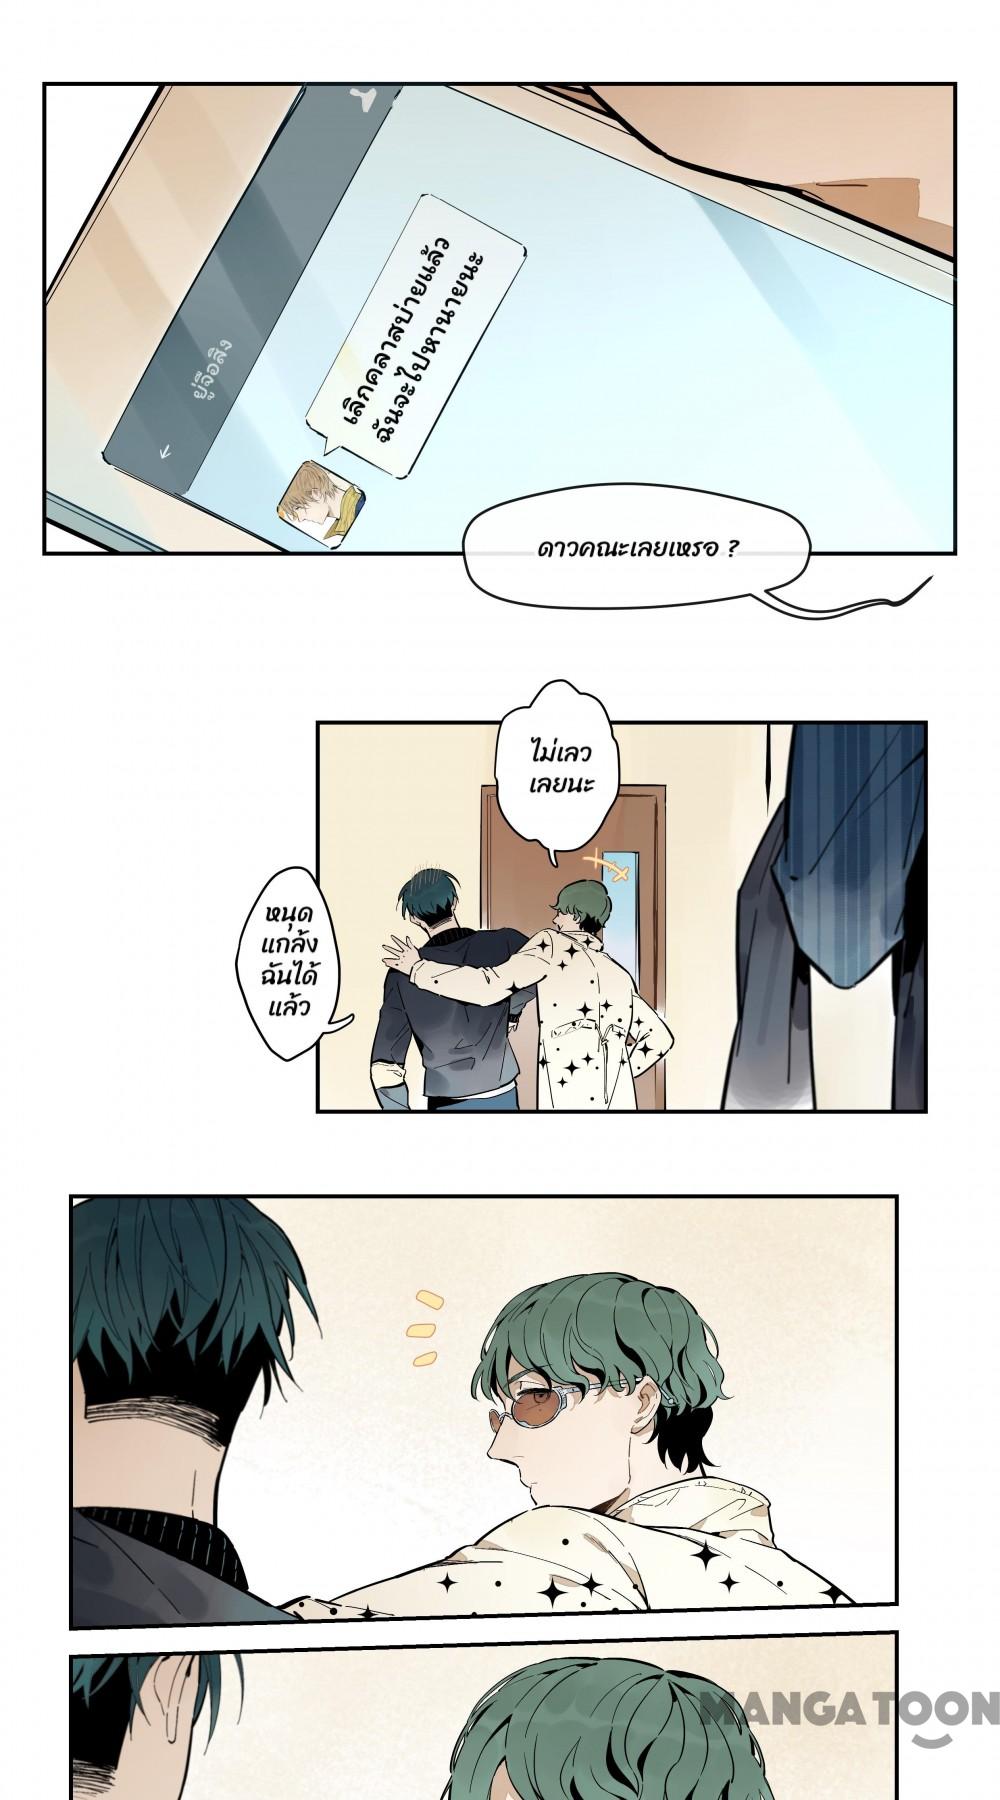 ยู่จือสิง
เลิกคลาสบ่ายแล้ว
ฉันจะไปหานายนะ
ดาวคณะเลยเหรอ ?
ไม่เลว
เลยนะ
หนุด
แกล้ง
ฉันได้
แล้ว
MANGA TOON